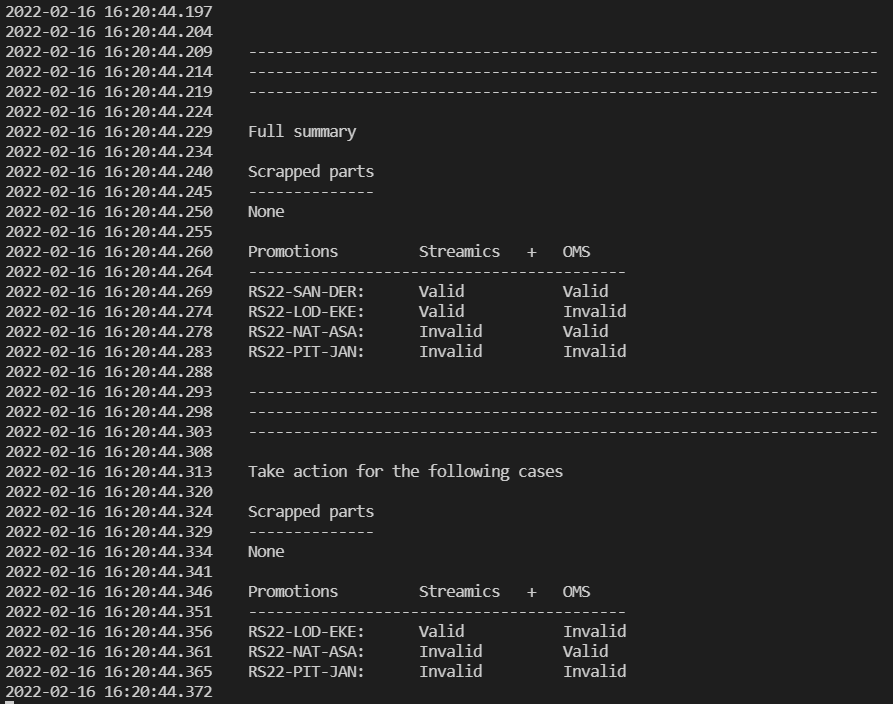 2022-02-16 16:20:44.197
2022-02-16 16:20:44.204
2022-02-16 16:20:44.209    ----------------------------------------------------------------------
2022-02-16 16:20:44.214    ----------------------------------------------------------------------
2022-02-16 16:20:44.219    ----------------------------------------------------------------------
2022-02-16 16:20:44.224
2022-02-16 16:20:44.229    Full summary
2022-02-16 16:20:44.234
2022-02-16 16:20:44.240    Scrapped parts
2022-02-16 16:20:44.245    --------------
2022-02-16 16:20:44.250    None
2022-02-16 16:20:44.255
2022-02-16 16:20:44.260    Promotions         Streamics   +   OMS
2022-02-16 16:20:44.264    ------------------------------------------
2022-02-16 16:20:44.269    RS22-SAN-DER:      Valid           Valid
2022-02-16 16:20:44.274    RS22-LOD-EKE:      Valid           Invalid
2022-02-16 16:20:44.278    RS22-NAT-ASA:      Invalid         Valid
2022-02-16 16:20:44.283    RS22-PIT-JAN:      Invalid         Invalid
2022-02-16 16:20:44.288
2022-02-16 16:20:44.293    ----------------------------------------------------------------------
2022-02-16 16:20:44.298    ----------------------------------------------------------------------
2022-02-16 16:20:44.303    ----------------------------------------------------------------------
2022-02-16 16:20:44.308
2022-02-16 16:20:44.313    Take action for the following cases
2022-02-16 16:20:44.320
2022-02-16 16:20:44.324    Scrapped parts
2022-02-16 16:20:44.329    --------------
2022-02-16 16:20:44.334    None
2022-02-16 16:20:44.341
2022-02-16 16:20:44.346    Promotions         Streamics   +   OMS
2022-02-16 16:20:44.351    ------------------------------------------
2022-02-16 16:20:44.356    RS22-LOD-EKE:      Valid           Invalid
2022-02-16 16:20:44.361    RS22-NAT-ASA:      Invalid         Valid
2022-02-16 16:20:44.365    RS22-PIT-JAN:      Invalid         Invalid
2022-02-16 16:20:44.372